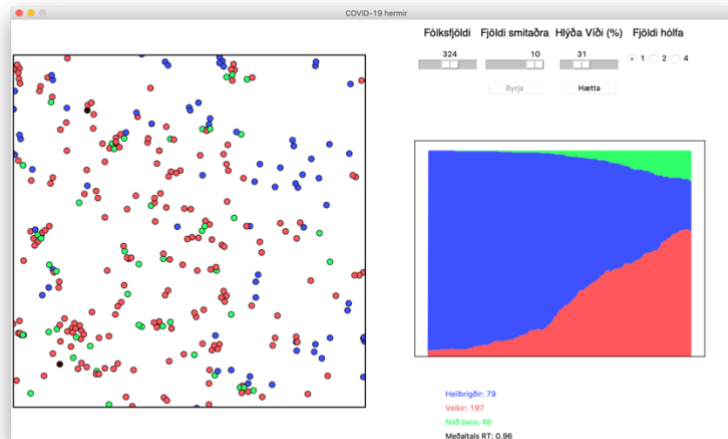 COVID-19 hermir
Fólksfjöldi Fjöldi smitaðra Hlýða Víði (%) Fjöldi hólfa
324 10 31 1 2 4
Byrja Hætta
Heilbrigðir: 79
Veikir: 197
Náð bata: 48
Meðaltals RT: 0.96